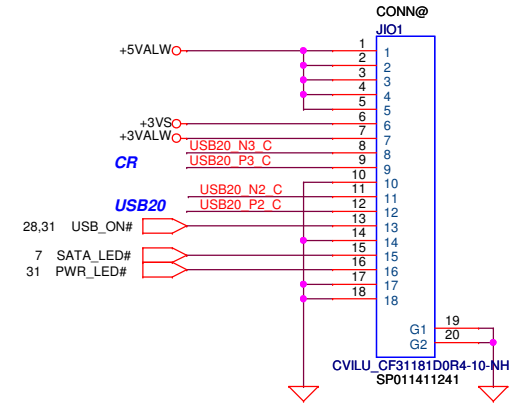 CONN@
JIO1
+5VALW 1 1
2 2
3 3
4 4
5 5
+3VS 6 6
+3VALW 7 7
USB20_N3_C 8 8
CR USB20_P3_C 9 9
10 10
USB20_N2_C 11 11
USB20 USB20_P2_C 12 12
28,31 USB_ON# 13 13
14 14
7 SATA_LED# 15 15
31 PWR_LED# 16 16
17 17
18 18
G1 19
G2 20
CVILU_CF31181D0R4-10-NH
SP011411241